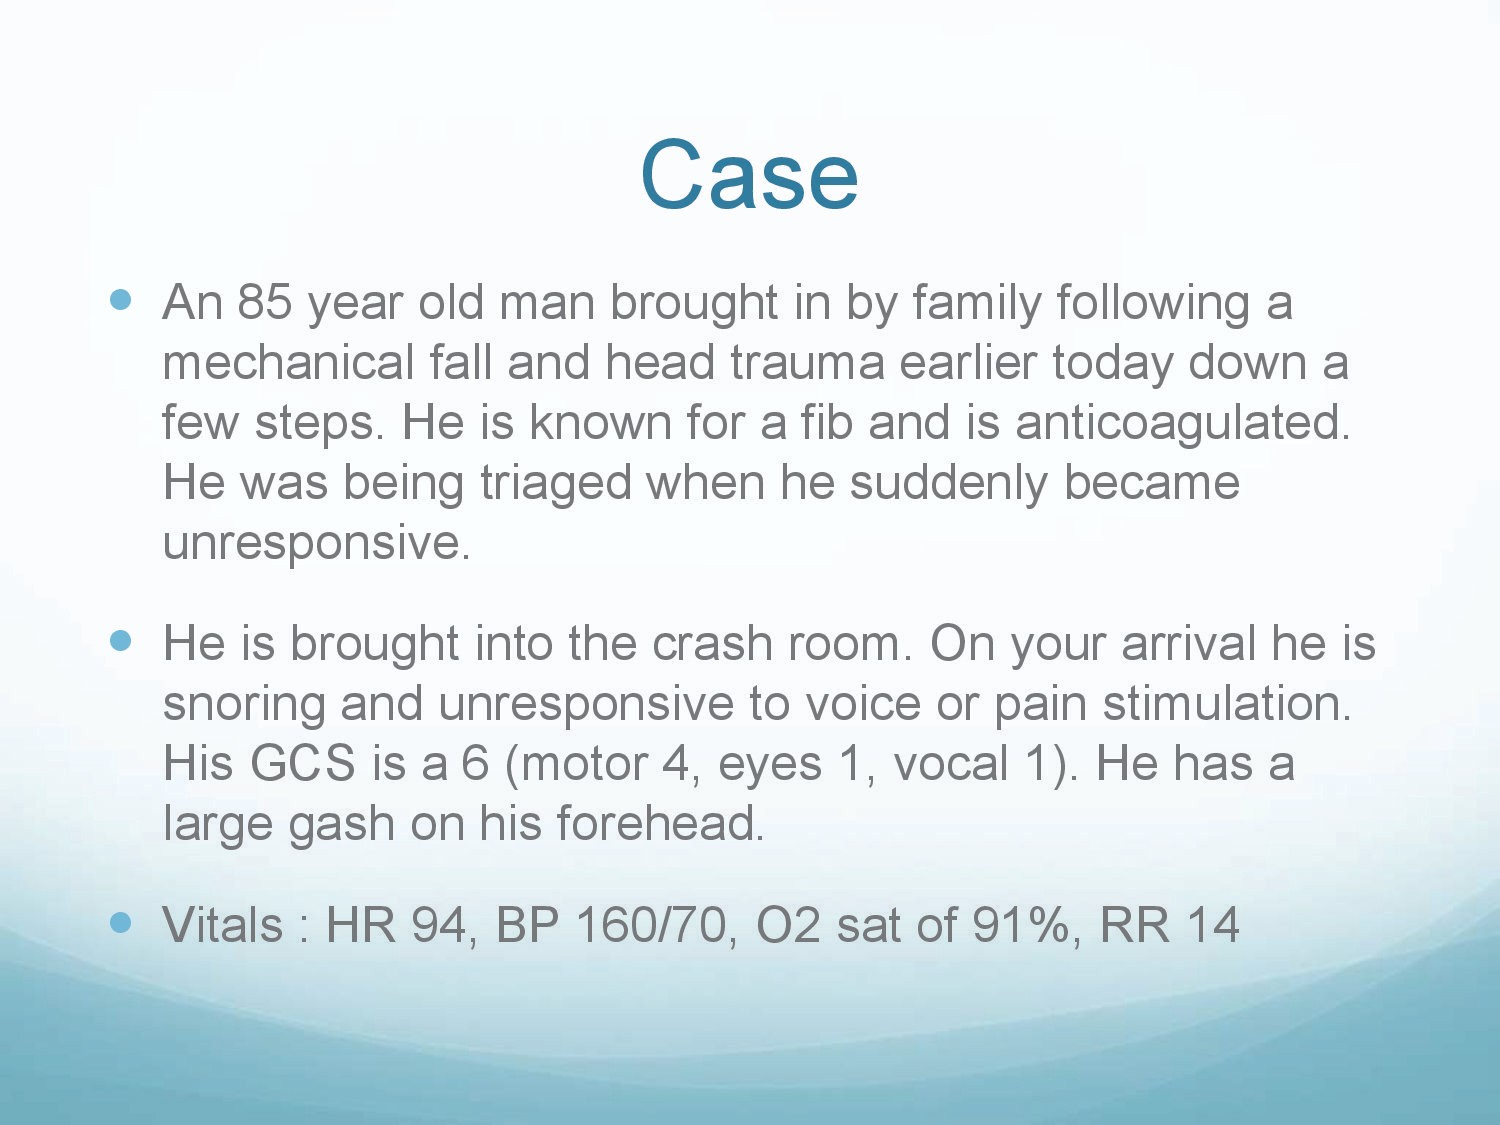 Case
An 85 year old man brought in by family following a
mechanical fall and head trauma earlier today down a
few steps. He is known for a fib and is anticoagulated.
He was being triaged when he suddenly became
unresponsive.
He is brought into the crash room. On your arrival he is
snoring and unresponsive to voice or pain stimulation.
His GCS is a 6 (motor 4, eyes 1, vocal 1). He has a
large gash on his forehead.
Vitals : HR 94, BP 160/70, O2 sat of 91%, RR 14